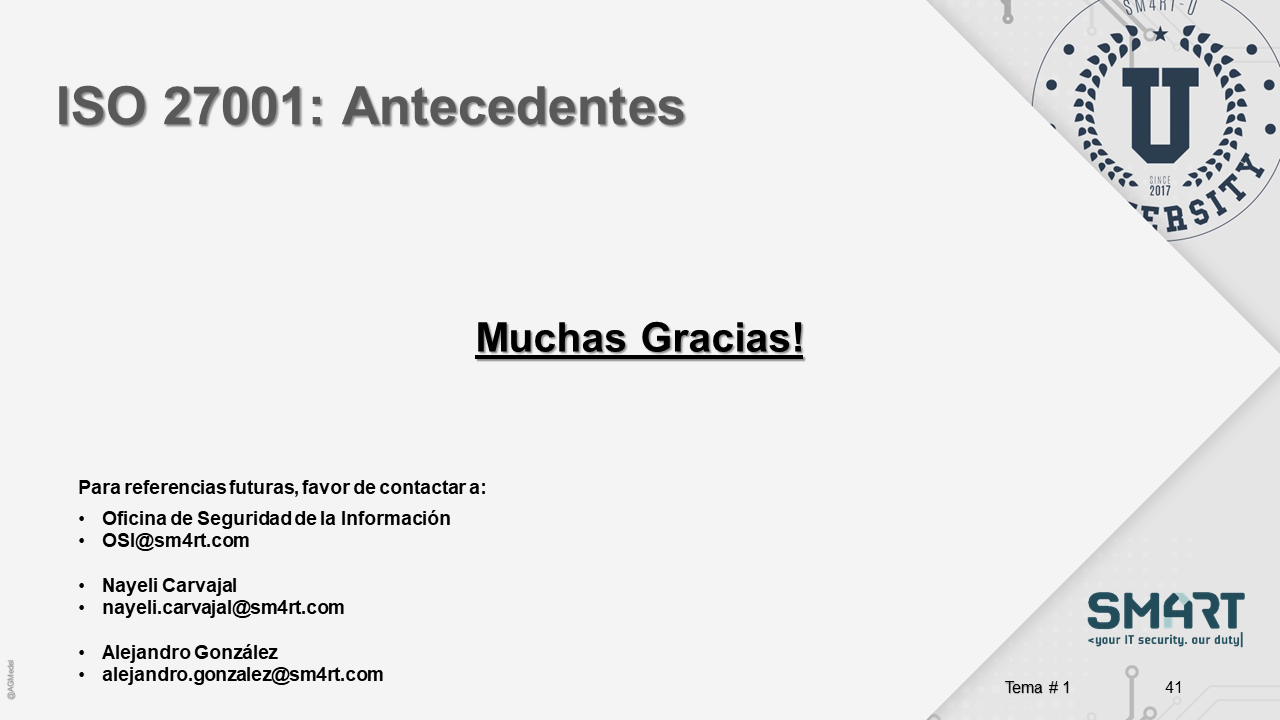 SM4RT-U
ISO 27001: Antecedentes
U
SINCE
2017
ERSITY
Muchas Gracias!
Para referencias futuras, favor de contactar a:
• Oficina de Seguridad de la Información
• OSI@sm4rt.com
• Nayeli Carvajal
• nayeli.carvajal@sm4rt.com
• Alejandro González
• alejandro.gonzalez@sm4rt.com
SM4RT
<your IT security. our duty|
@AGMedel
Tema # 1
41